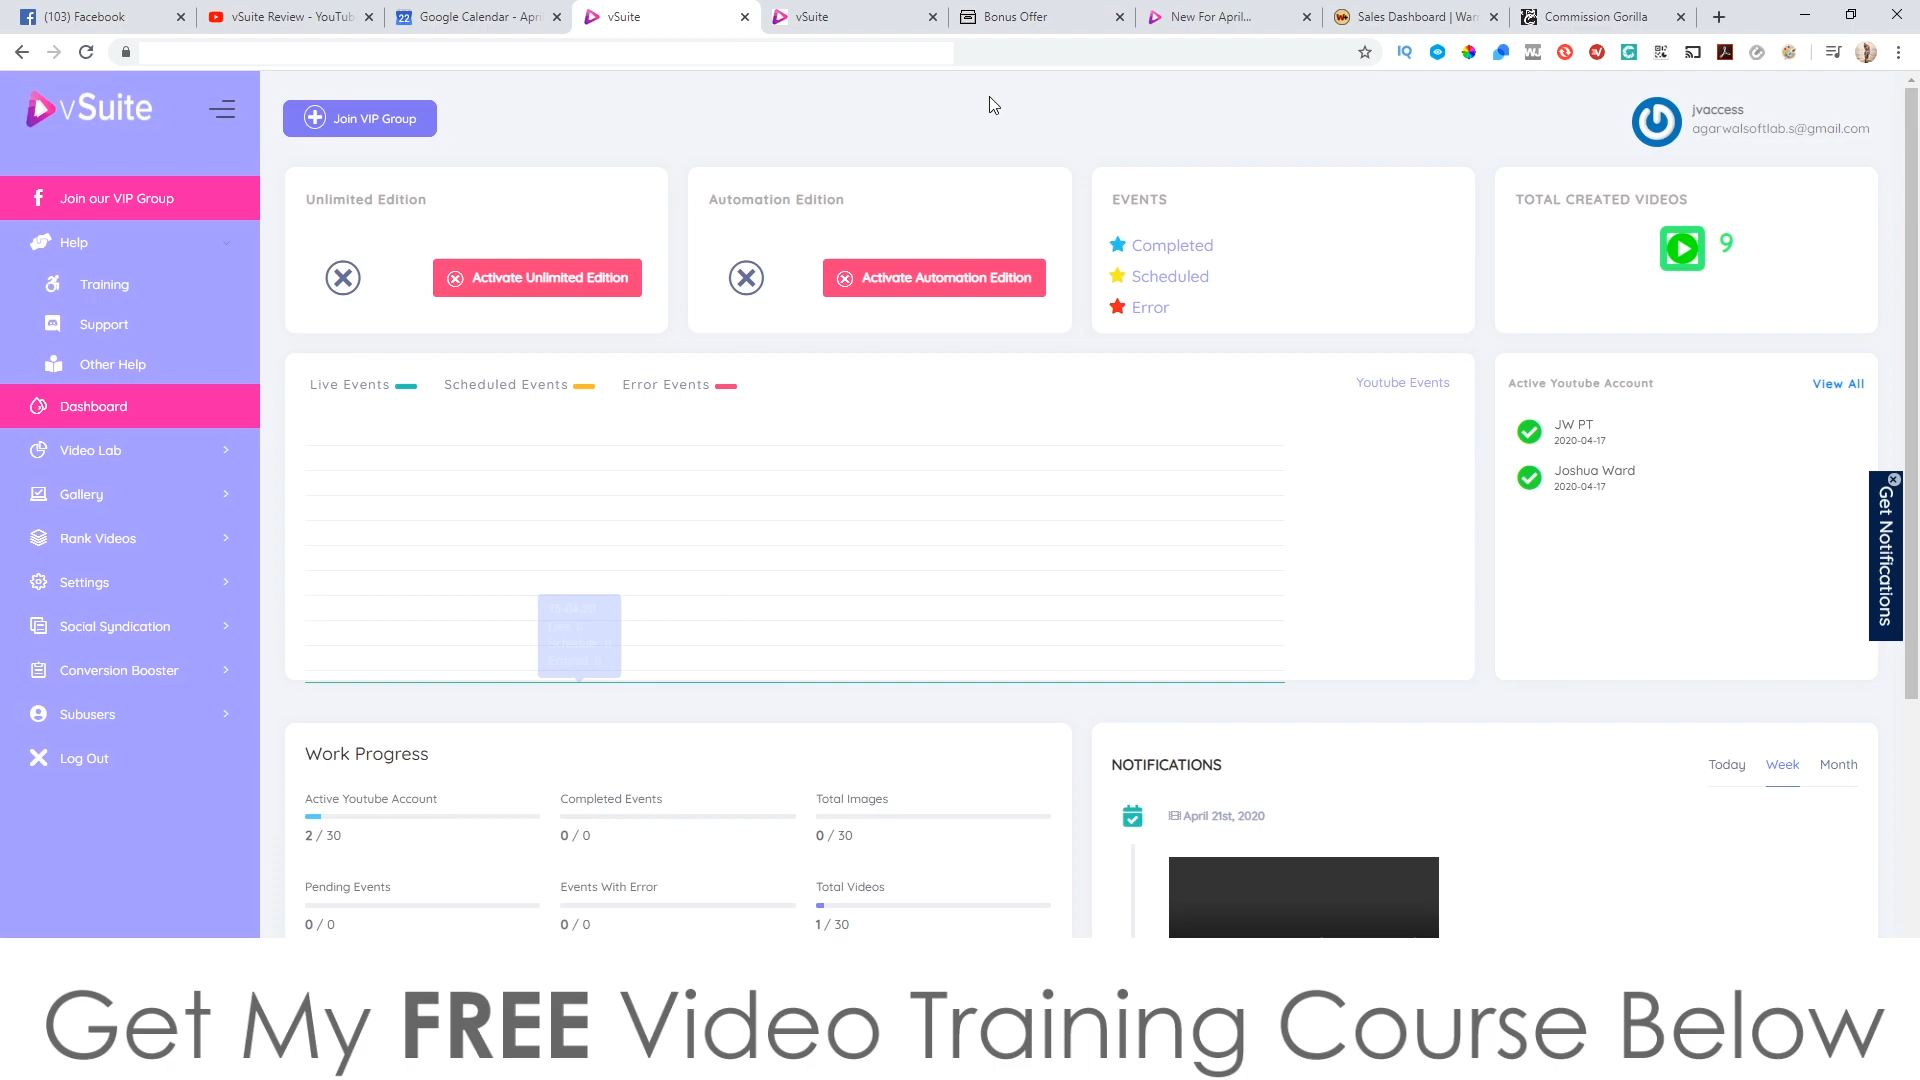 (103) Facebook
vSuite Review - YouTub
Google Calendar - Apri
vSuite
vSuite
Bonus Offer
New For April...
Sales Dashboard | War
Commission Gorilla
vSuite
Join VIP Group
jvaccess
agarwalsoftlab.s@gmail.com
Join our VIP Group
Help
Training
Support
Other Help
Dashboard
Video Lab
Gallery
Rank Videos
Settings
Social Syndication
Conversion Booster
Subusers
Log Out
Unlimited Edition
Activate Unlimited Edition
Automation Edition
Activate Automation Edition
EVENTS
Completed
Scheduled
Error
TOTAL CREATED VIDEOS
9
Live Events
Scheduled Events
Error Events
Youtube Events
Active Youtube Account
View All
JW PT
2020-04-17
Joshua Ward
2020-04-17
Get Notifications
Work Progress
Active Youtube Account
2 / 30
Completed Events
0 / 0
Total Images
0 / 30
Pending Events
0 / 0
Events With Error
0 / 0
Total Videos
1 / 30
NOTIFICATIONS
Today
Week
Month
April 21st, 2020
Get My FREE Video Training Course Below